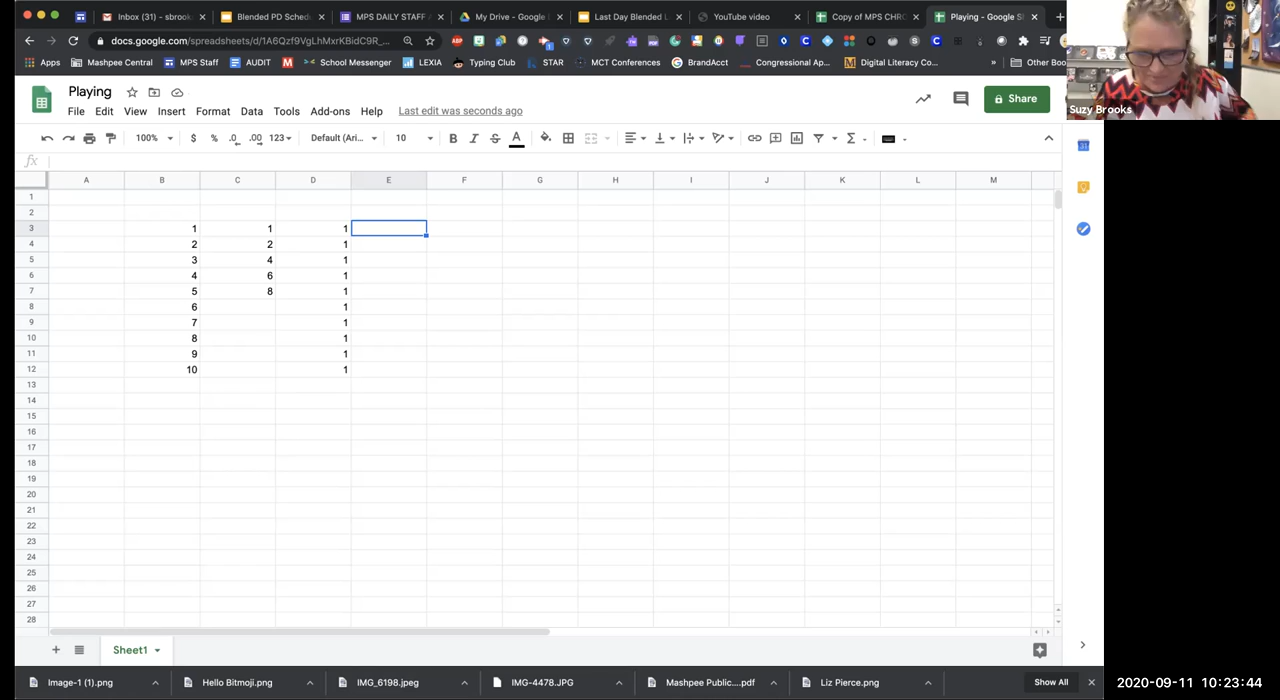 Inbox (31) - sbrook
Blended PD Sched
MPS DAILY STAFF A
My Drive - Google
Last Day Blended L
YouTube video
Copy of MPS CHRO
Playing - Google S
docs.google.com/spreadsheets/d/1A6Qzf9VgLhMxrKBidC9R_...
Apps
Mashpee Central
MPS Staff
AUDIT
School Messenger
LEXIA
Typing Club
STAR
MCT Conferences
BrandAcct
Congressional Ap...
Digital Literacy Co...
»
Other Boo
Suzy Brooks
Playing
File Edit View Insert Format Data Tools Add-ons Help Last edit was seconds ago
Share
100% $ % .0 .00 123 Default (Ari... 10 B I S A Σ
fx
A B C D E F G H I J K L M
1
2
3 1 1 1
4 2 2 1
5 3 4 1
6 4 6 1
7 5 8 1
8 6 1
9 7 1
10 8 1
11 9 1
12 10 1
13
14
15
16
17
18
19
20
21
22
23
24
25
26
27
28
Sheet1
Image-1 (1).png
Hello Bitmoji.png
IMG_6198.jpeg
IMG-4478.JPG
Mashpee Public....pdf
Liz Pierce.png
Show All
2020-09-11 10:23:44